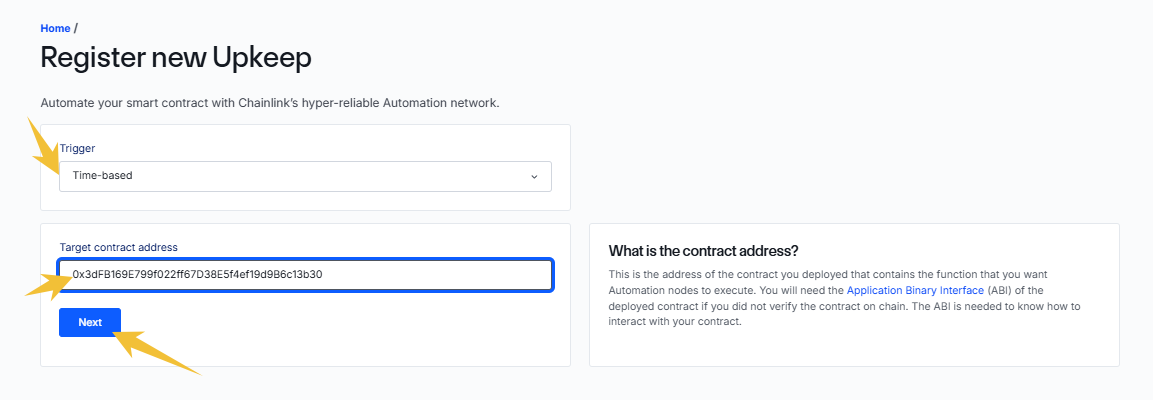 Home /
Register new Upkeep
Automate your smart contract with Chainlink's hyper-reliable Automation network.
Trigger
Time-based
Target contract address
0x3dFB169E799f022ff67D38E5f4ef19d9B6c13b30
Next
What is the contract address?
This is the address of the contract you deployed that contains the function that you want
Automation nodes to execute. You will need the Application Binary Interface (ABI) of the
deployed contract if you did not verify the contract on chain. The ABI is needed to know how to
interact with your contract.